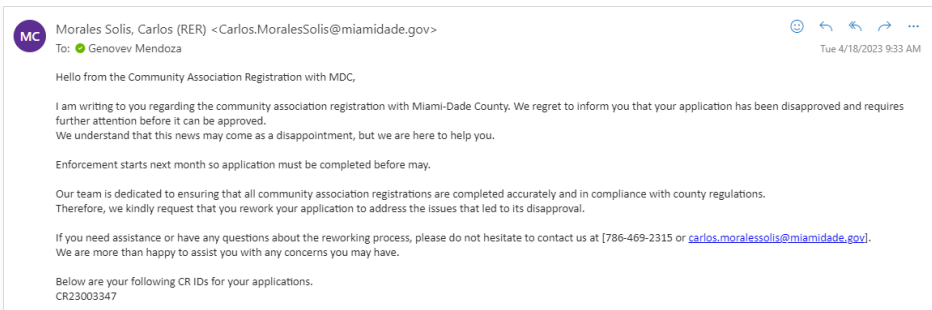 MC
Morales Solis, Carlos (RER) <Carlos.MoralesSolis@miamidade.gov>
To: Genovev Mendoza
Tue 4/18/2023 9:33 AM
Hello from the Community Association Registration with MDC,
I am writing to you regarding the community association registration with Miami-Dade County. We regret to inform you that your application has been disapproved and requires
further attention before it can be approved.
We understand that this news may come as a disappointment, but we are here to help you.
Enforcement starts next month so application must be completed before may.
Our team is dedicated to ensuring that all community association registrations are completed accurately and in compliance with county regulations.
Therefore, we kindly request that you rework your application to address the issues that led to its disapproval.
If you need assistance or have any questions about the reworking process, please do not hesitate to contact us at [786-469-2315 or carlos.moralessolis@miamidade.gov].
We are more than happy to assist you with any concerns you may have.
Below are your following CR IDs for your applications.
CR23003347